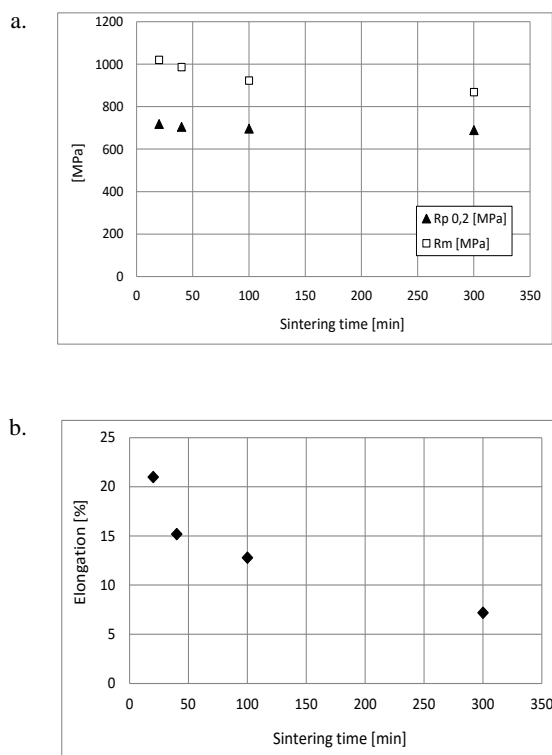 a.
1200
1000
800
600
400
200
0
[MPa]
Rp 0,2 [MPa]
Rm [MPa]
0 50 100 150 200 250 300 350
Sintering time [min]
b.
25
20
15
10
5
0
Elongation [%]
0 50 100 150 200 250 300 350
Sintering time [min]